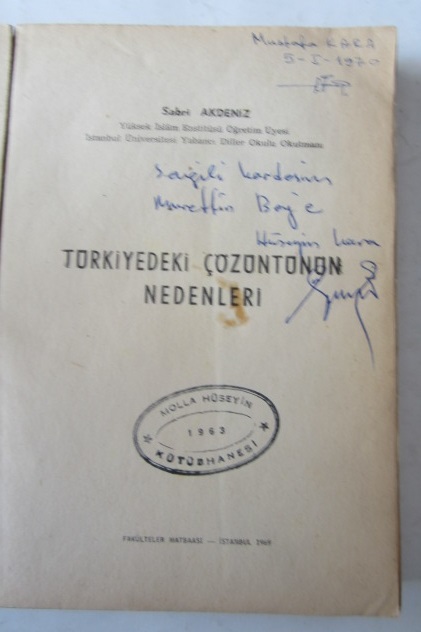 Mustafa KARA
5-I-1970
Sabri AKDENİZ
Yüksek İslâm Enstitüsü Öğretim Üyesi
İstanbul Üniversitesi Yabancı Diller Okulu Okutmanı
Sevgili Kardeşim
Nurettin Bey'e
Hüseyin Kara
TÜRKİYEDEKİ ÇÖZÜNTÜNÜN
NEDENLERİ
MOLLA HÜSEYİN
1963
KÜTÜBHANESİ
FAKÜLTELER MATBAASI — İSTANBUL 1969